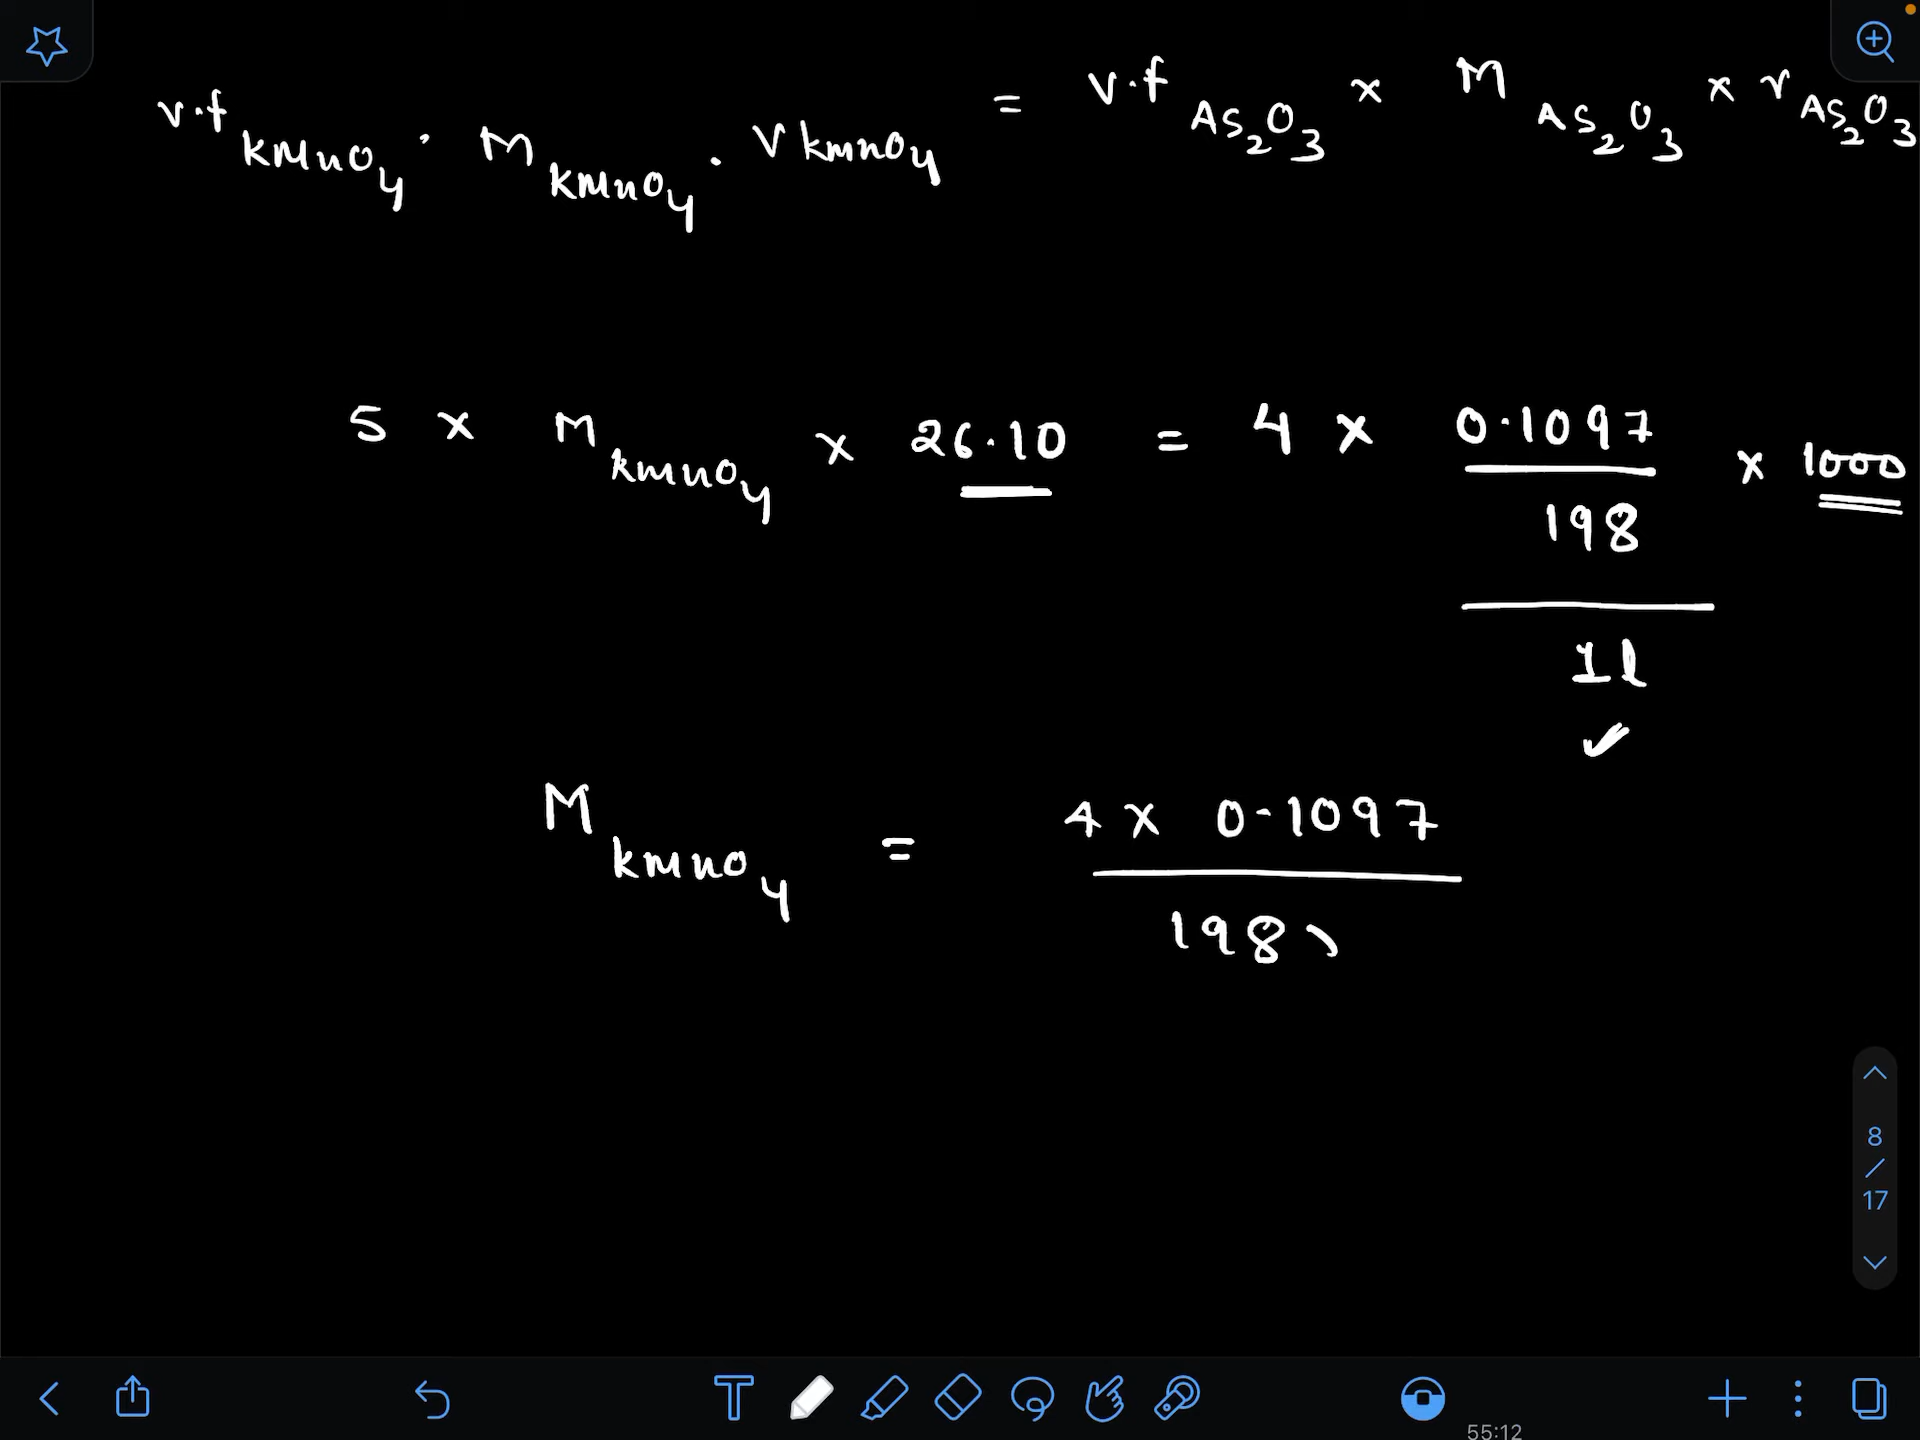 v.f KMnO4 . M KMnO4 . V KMnO4 = v.f As2O3 x M As2O3 x v As2O3
5 x M KMnO4 x 26.10 = 4 x 0.1097 / 198 / 1l x 1000
M KMnO4 = 4 x 0.1097 / 198
8 / 17
T
55:12